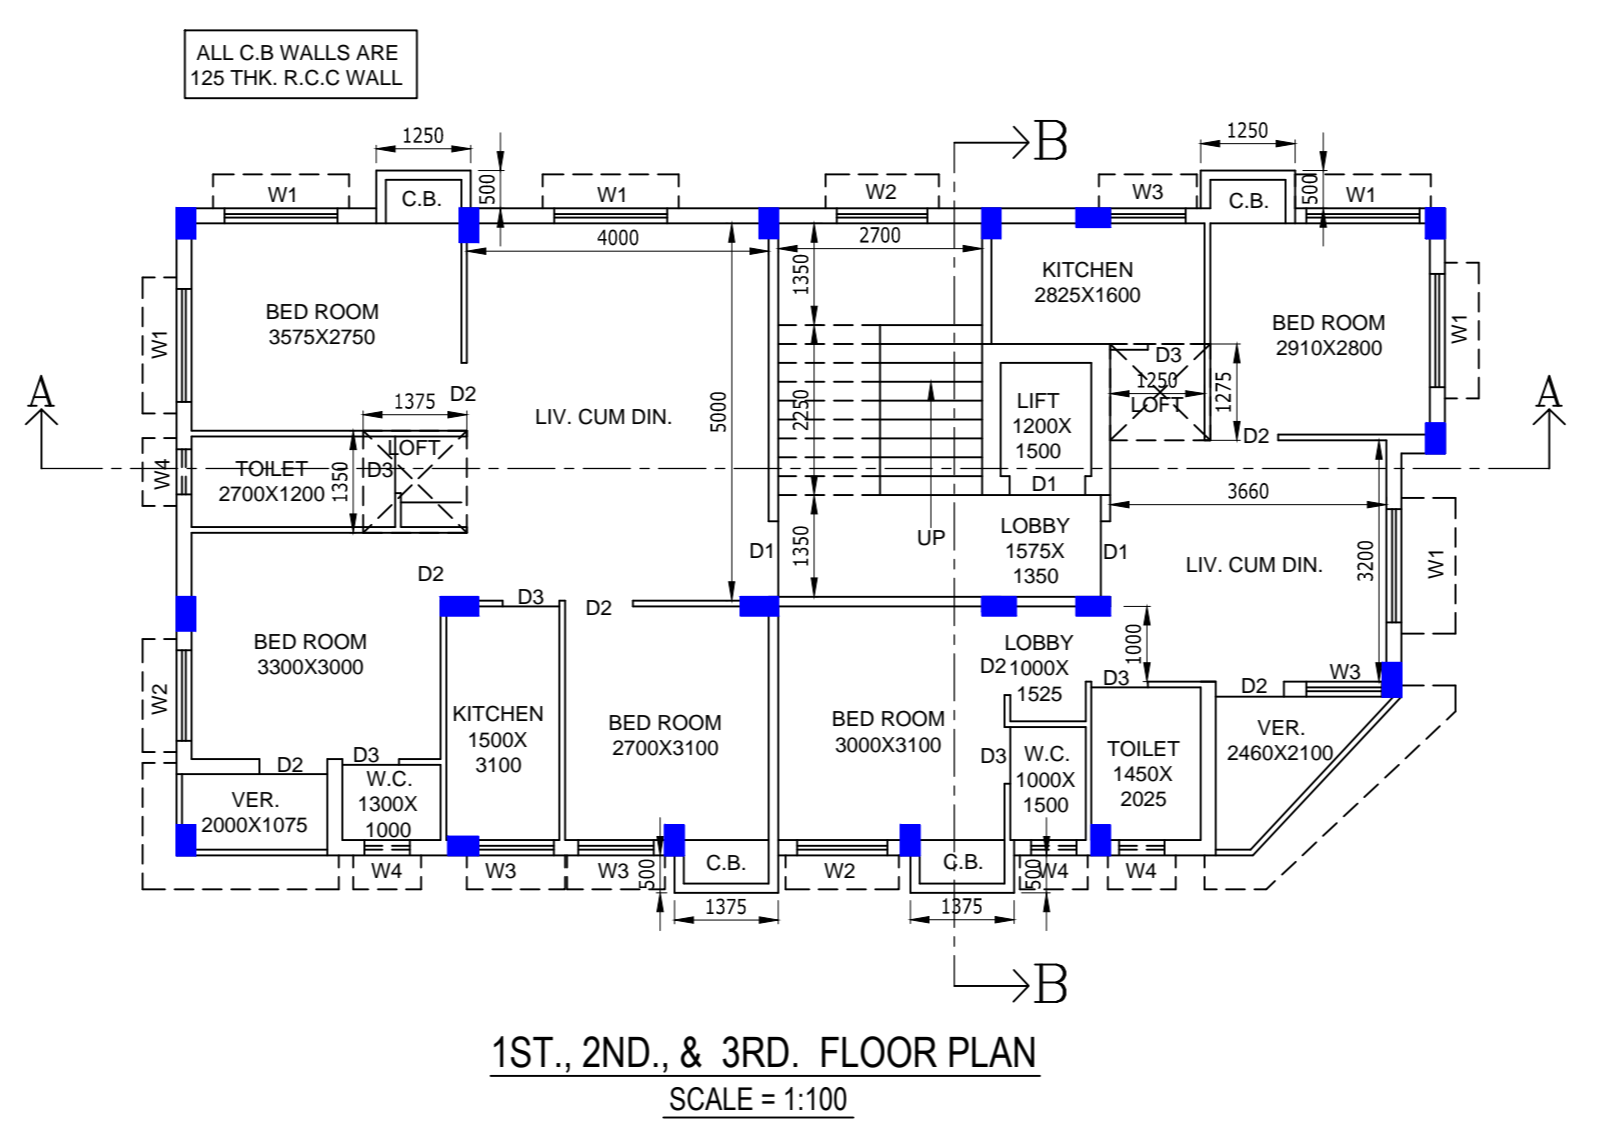 ALL C.B WALLS ARE
125 THK. R.C.C WALL
1250
500
B
1250
500
W1
C.B.
W1
W2
W3
C.B.
W1
4000
2700
1350
KITCHEN
2825X1600
BED ROOM
3575X2750
BED ROOM
2910X2800
W1
W1
A
D2
1375
LIV. CUM DIN.
5000
2250
LIFT
1200X
1500
D1
D3
1250
LOFT
1275
D2
A
W4
TOILET
2700X1200
1350
D3
LOFT
3660
UP
LOBBY
1575X
1350
D1
1350
D1
LIV. CUM DIN.
3200
W1
D2
D3
D2
BED ROOM
3300X3000
W2
LOBBY
1000X
1525
D2
1000
D3
W3
D2
KITCHEN
1500X
3100
BED ROOM
2700X3100
BED ROOM
3000X3100
D3
W.C.
1000X
1500
TOILET
1450X
2025
VER.
2460X2100
D2
D3
VER.
2000X1075
W.C.
1300X
1000
W4
W3
W3
500
C.B.
W2
C.B.
500
W4
W4
1375
1375
B
1ST., 2ND., & 3RD. FLOOR PLAN
SCALE = 1:100